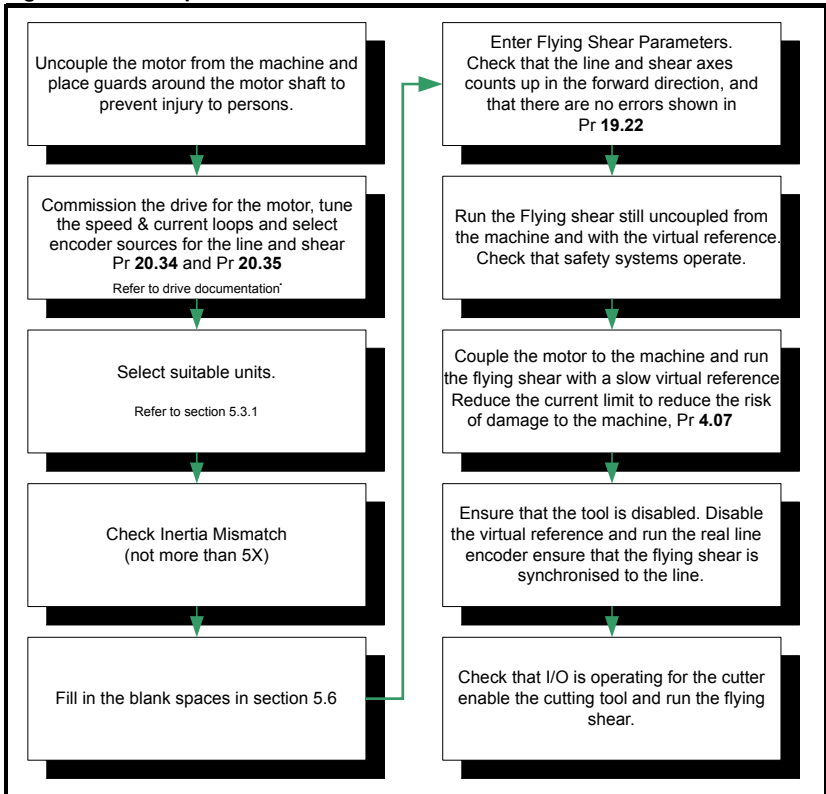 Uncouple the motor from the machine and
place guards around the motor shaft to
prevent injury to persons.
Commission the drive for the motor, tune
the speed & current loops and select
encoder sources for the line and shear
Pr 20.34 and Pr 20.35
Refer to drive documentation
Select suitable units.
Refer to section 5.3.1
Check Inertia Mismatch
(not more than 5X)
Fill in the blank spaces in section 5.6
Enter Flying Shear Parameters.
Check that the line and shear axes
counts up in the forward direction, and
that there are no errors shown in
Pr 19.22
Run the Flying shear still uncoupled from
the machine and with the virtual reference.
Check that safety systems operate.
Couple the motor to the machine and run
the flying shear with a slow virtual reference
Reduce the current limit to reduce the risk
of damage to the machine, Pr 4.07
Ensure that the tool is disabled. Disable
the virtual reference and run the real line
encoder ensure that the flying shear is
synchronised to the line.
Check that I/O is operating for the cutter
enable the cutting tool and run the flying
shear.